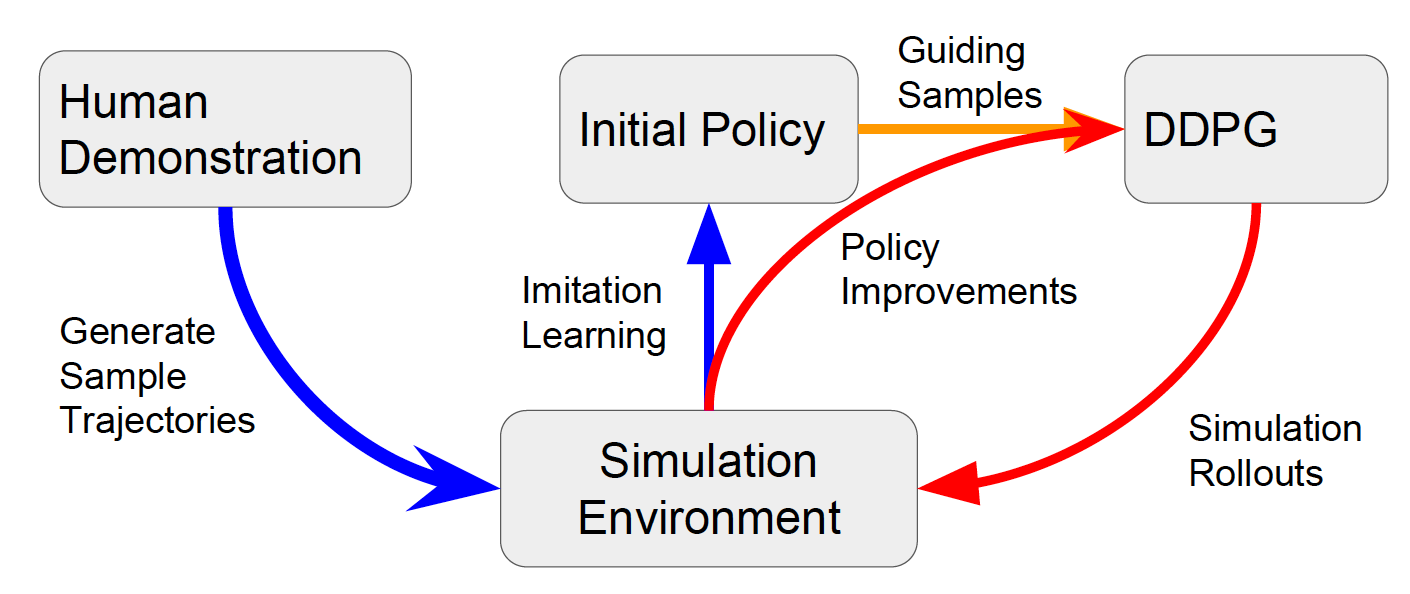 Human
Demonstration
Initial Policy
Guiding
Samples
DDPG
Generate
Sample
Trajectories
Imitation
Learning
Policy
Improvements
Simulation
Environment
Simulation
Rollouts